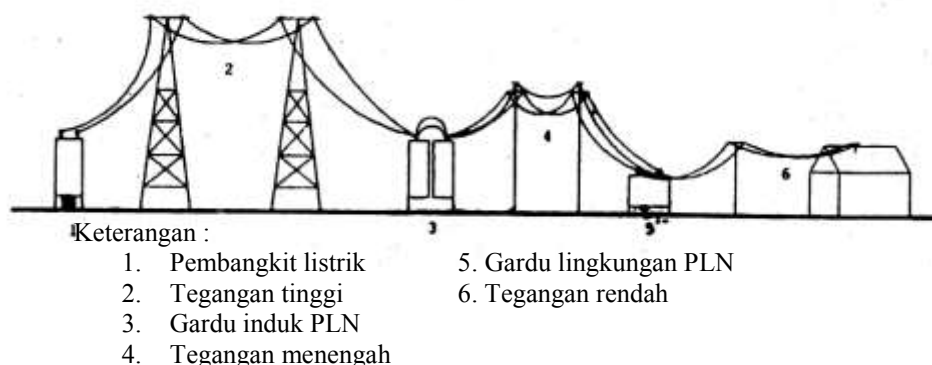 2
4
6
1
3
5
Keterangan :
1. Pembangkit listrik
2. Tegangan tinggi
3. Gardu induk PLN
4. Tegangan menengah
5. Gardu lingkungan PLN
6. Tegangan rendah